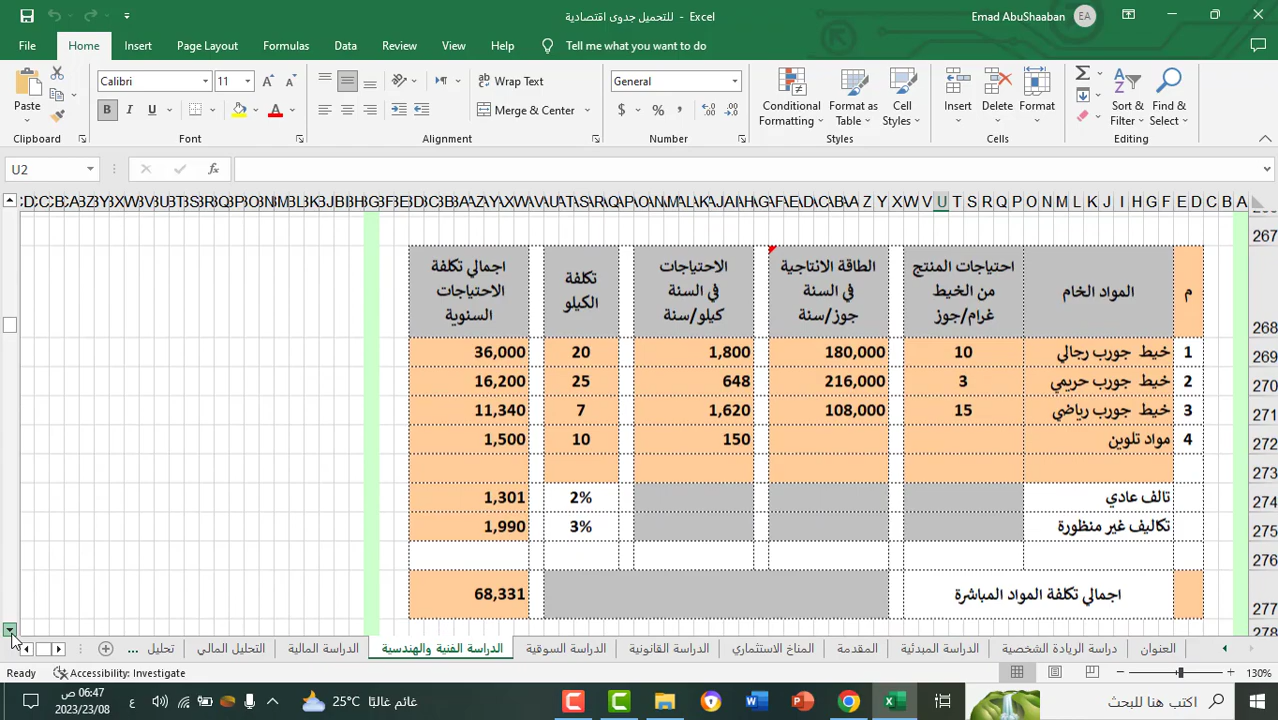 للتحميل جدوى اقتصادية - Excel
Emad AbuShaaban EA
File Home Insert Page Layout Formulas Data Review View Help Tell me what you want to do
Paste
Calibri 11
B I U A
ab Wrap Text
Merge & Center
General
$ % ,
Conditional Formatting
Format as Table
Cell Styles
Insert Delete Format
Sort & Filter
Find & Select
Clipboard Font Alignment Number Styles Cells Editing
U2 fx
267
م المواد الخام احتياجات المنتج من الخيط غرام/جوز الطاقة الانتاجية في السنة جوز/سنة الاحتياجات في السنة كيلو/سنة تكلفة الكيلو اجمالي تكلفة الاحتياجات السنوية 268
1 خيط جورب رجالي 10 180,000 1,800 20 36,000 269
2 خيط جورب حريمي 3 216,000 648 25 16,200 270
3 خيط جورب رياضي 15 108,000 1,620 7 11,340 271
4 مواد تلوين 150 10 1,500 272
273
تالف عادي 2% 1,301 274
تكاليف غير منظورة 3% 1,990 275
276
اجمالي تكلفة المواد المباشرة 68,331 277
278
العنوان دراسة الريادة الشخصية الدراسة المبدئية المقدمة المناخ الاستثماري الدراسة القانونية الدراسة السوقية الدراسة الفنية والهندسية الدراسة المالية التحليل المالي تحليل ...
Ready Accessibility: Investigate 130%
06:47 ص
2023/23/08
ع
25°C غائم غالبًا
اكتب هنا للبحث